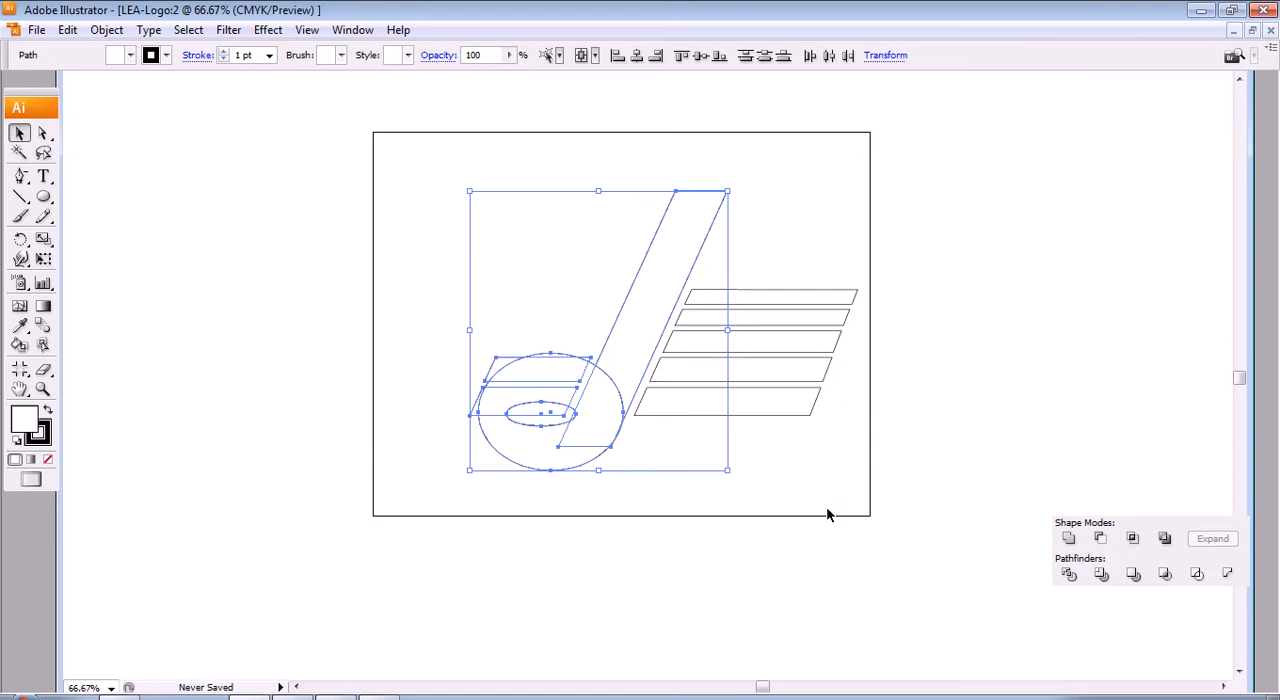 Adobe Illustrator - [LEA-Logo:2 @ 66.67% (CMYK/Preview) ]
File Edit Object Type Select Filter Effect View Window Help
Path Stroke: 1 pt Brush: Style: Opacity: 100 % Transform
Ai
T
Shape Modes:
Expand
Pathfinders:
66.67% Never Saved